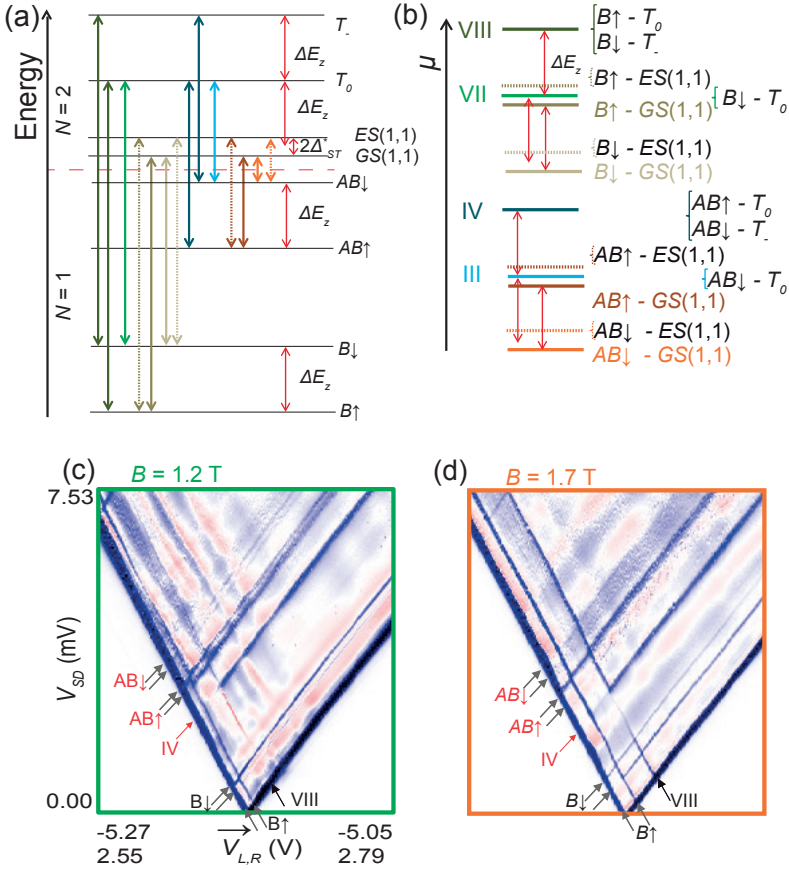 (a)
Energy
N = 2
N = 1
T-
ΔEz
T0
ΔEz
ES(1,1)
2Δ*ST
GS(1,1)
AB↓
ΔEz
AB↑
B↓
ΔEz
B↑
(b)
μ
VIII
B↑ - T0
B↓ - T-
ΔEz
B↑ - ES(1,1)
VII
B↓ - T0
B↑ - GS(1,1)
B↓ - ES(1,1)
B↓ - GS(1,1)
IV
AB↑ - T0
AB↓ - T-
AB↑ - ES(1,1)
III
AB↓ - T0
AB↑ - GS(1,1)
AB↓ - ES(1,1)
AB↓ - GS(1,1)
(c)
B = 1.2 T
7.53
VSD (mV)
0.00
AB↓
AB↑
IV
B↓
VIII
B↑
-5.27 -5.05
2.55 VL,R (V) 2.79
(d)
B = 1.7 T
AB↓
AB↑
IV
B↓
VIII
B↑